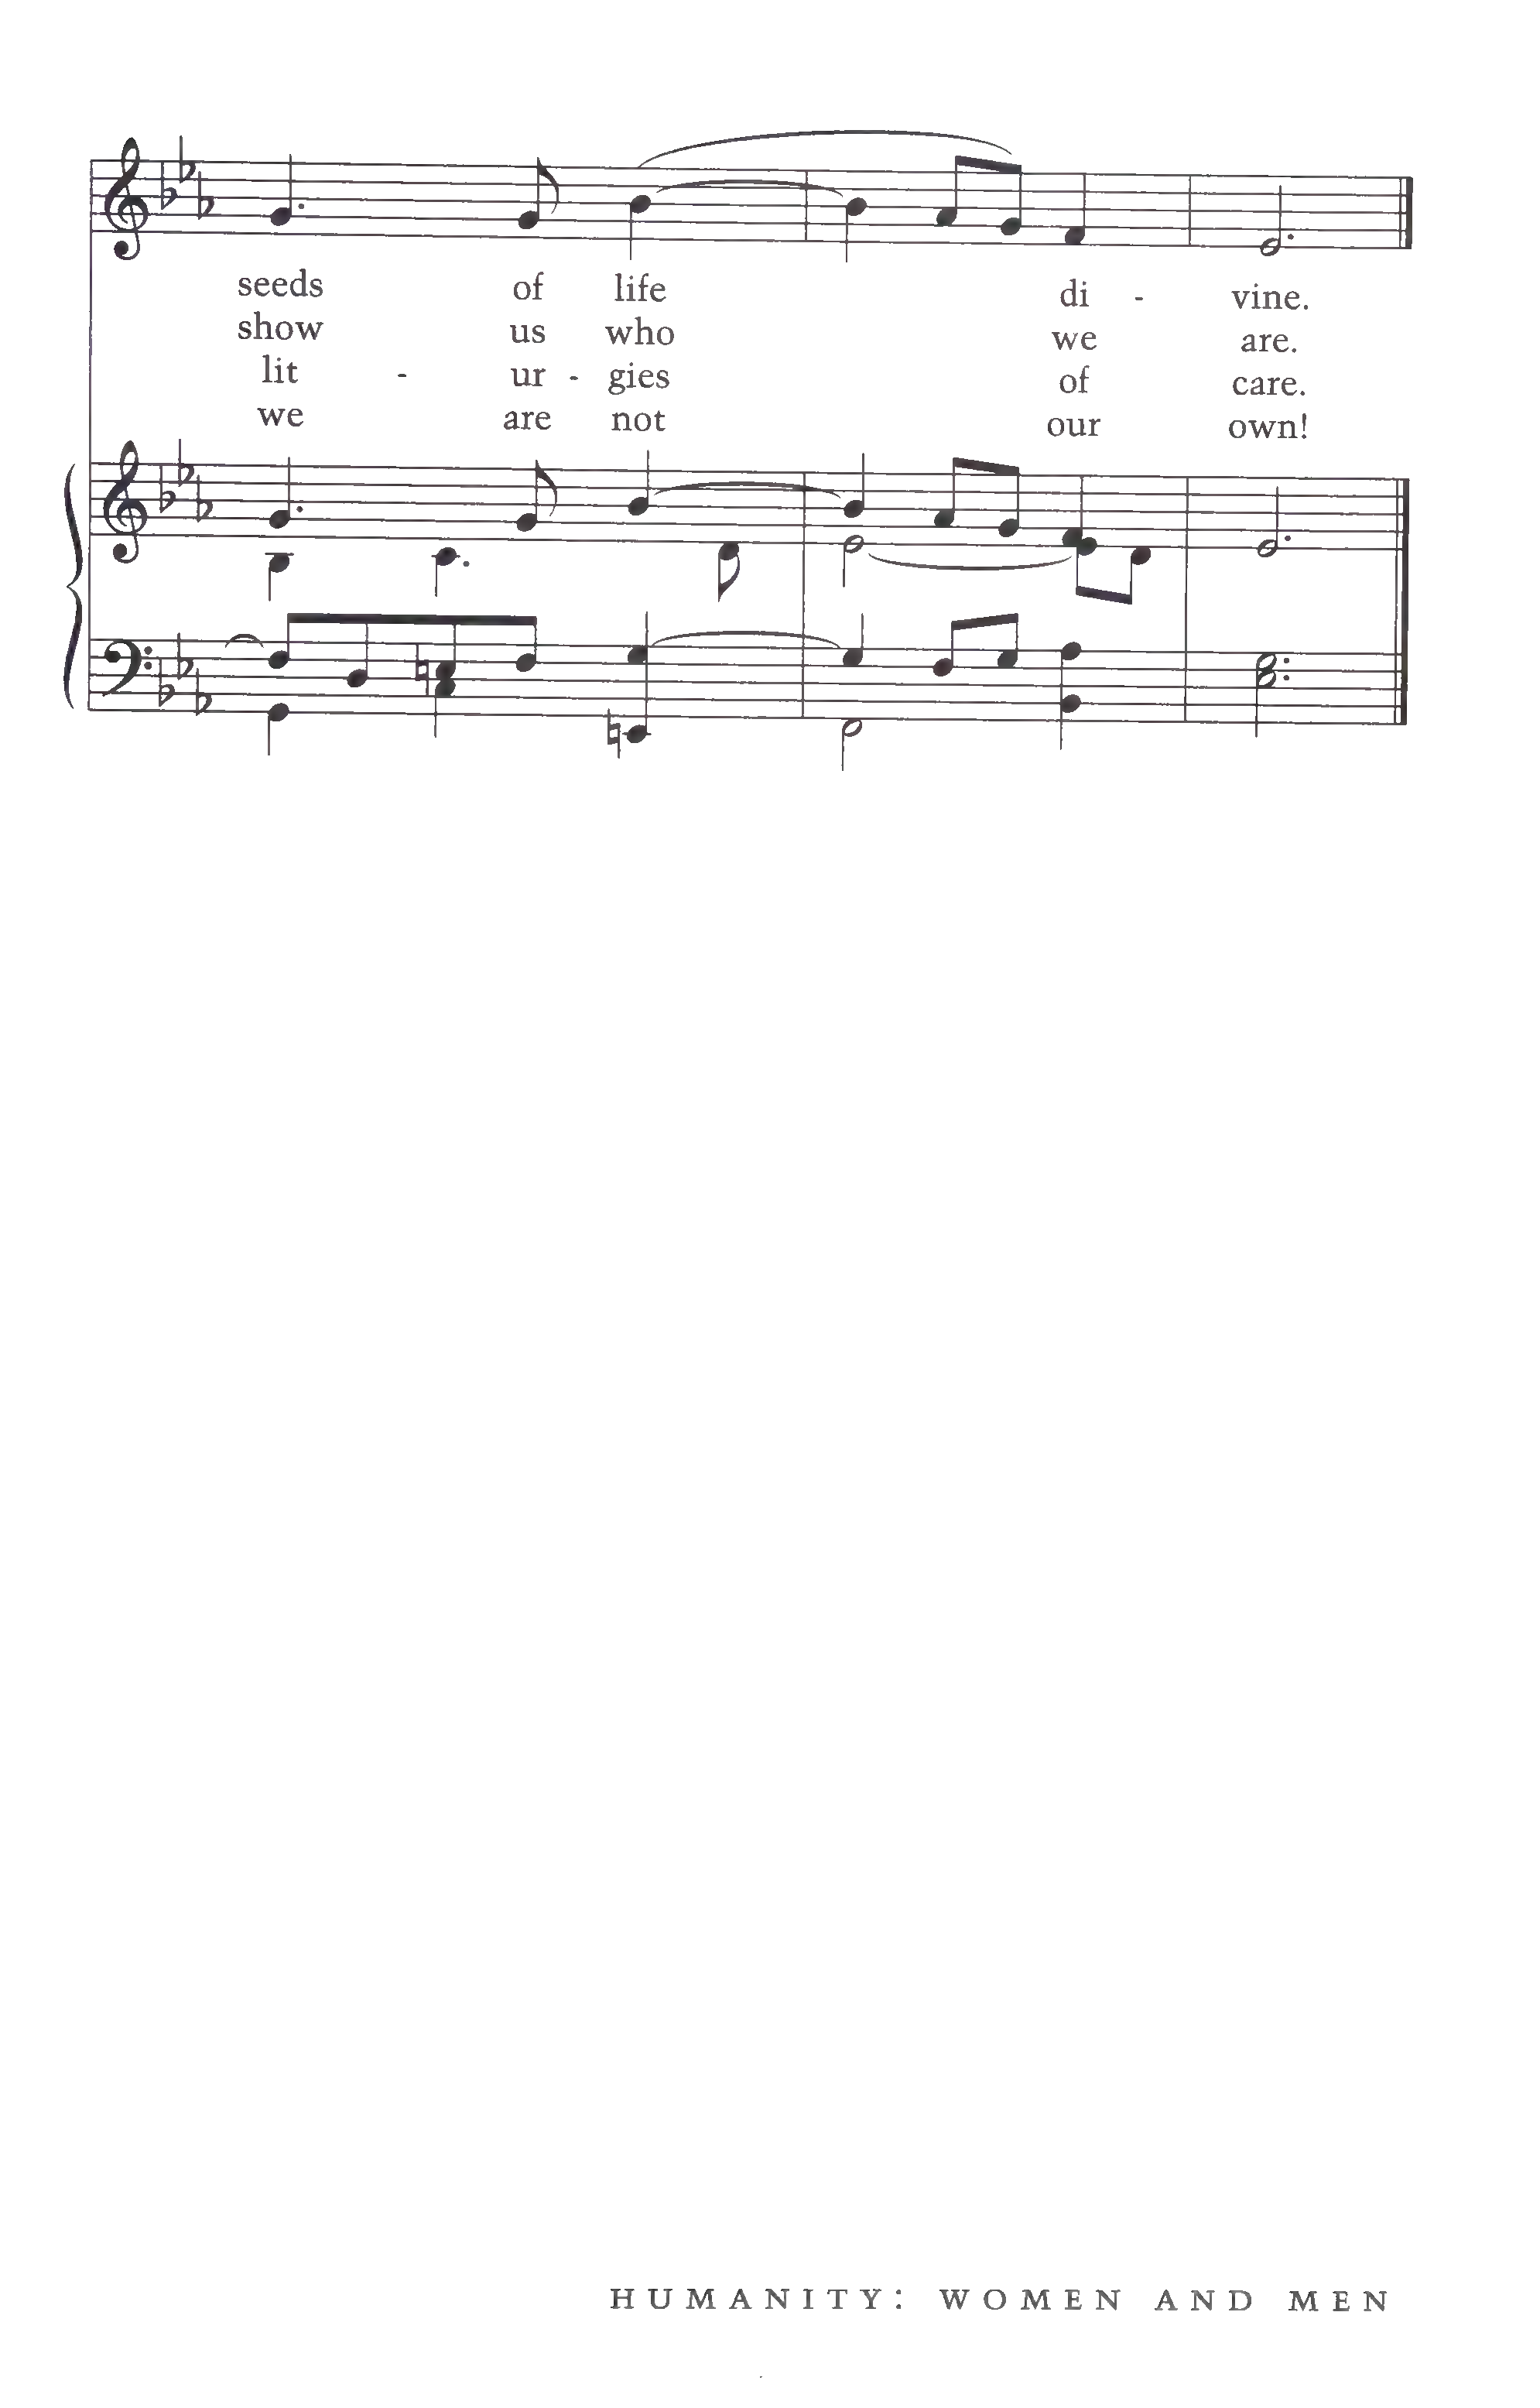 seeds of life di - vine.
show us who we are.
lit - ur - gies of care.
we are not our own!
HUMANITY: WOMEN AND MEN